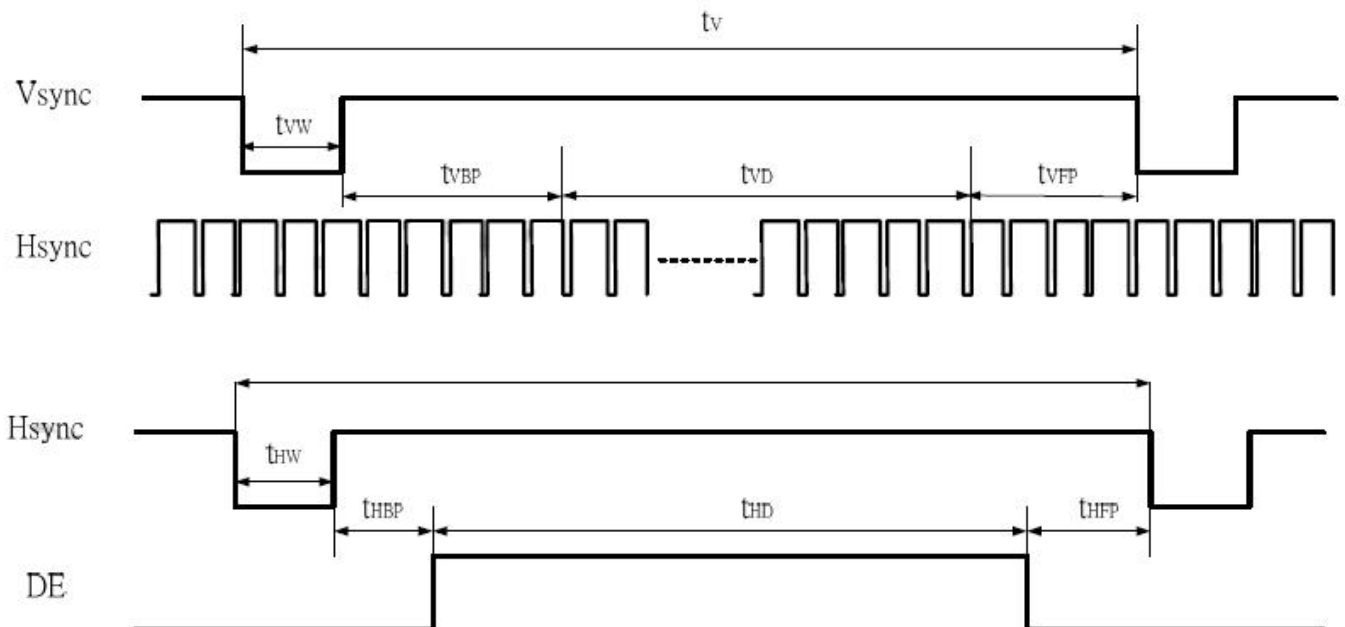 tV
Vsync
tVW
tVBP
tVD
tVFP
Hsync
Hsync
tHW
tHBP
tHD
tHFP
DE